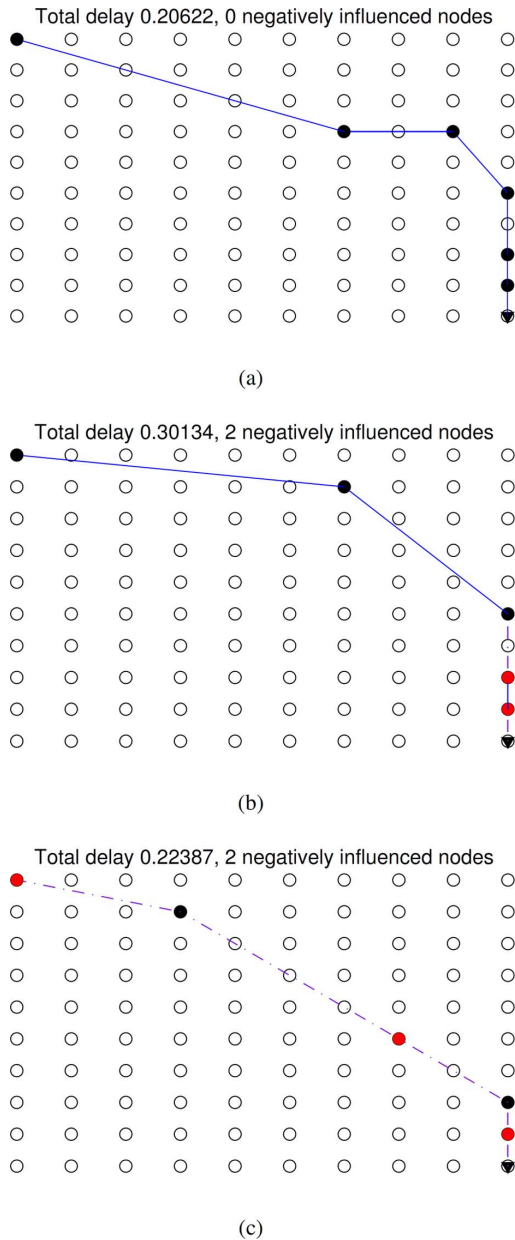 Total delay 0.20622, 0 negatively influenced nodes
(a)
Total delay 0.30134, 2 negatively influenced nodes
(b)
Total delay 0.22387, 2 negatively influenced nodes
(c)